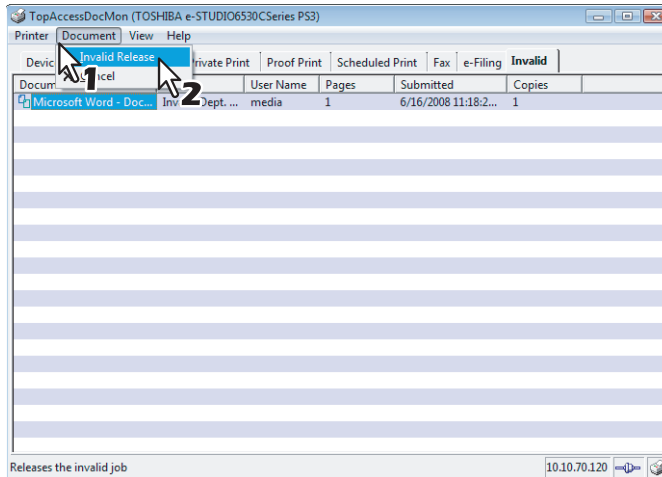 TopAccessDocMon (TOSHIBA e-STUDIO6530CSeries PS3)
Printer Document View Help
Invalid Release
Print Proof Print Scheduled Print Fax e-Filing Invalid
User Name Pages Submitted Copies
Microsoft Word - Doc... Dept. ... media 1 6/16/2008 11:18:2... 1
1
2
Releases the invalid job 10.10.70.120